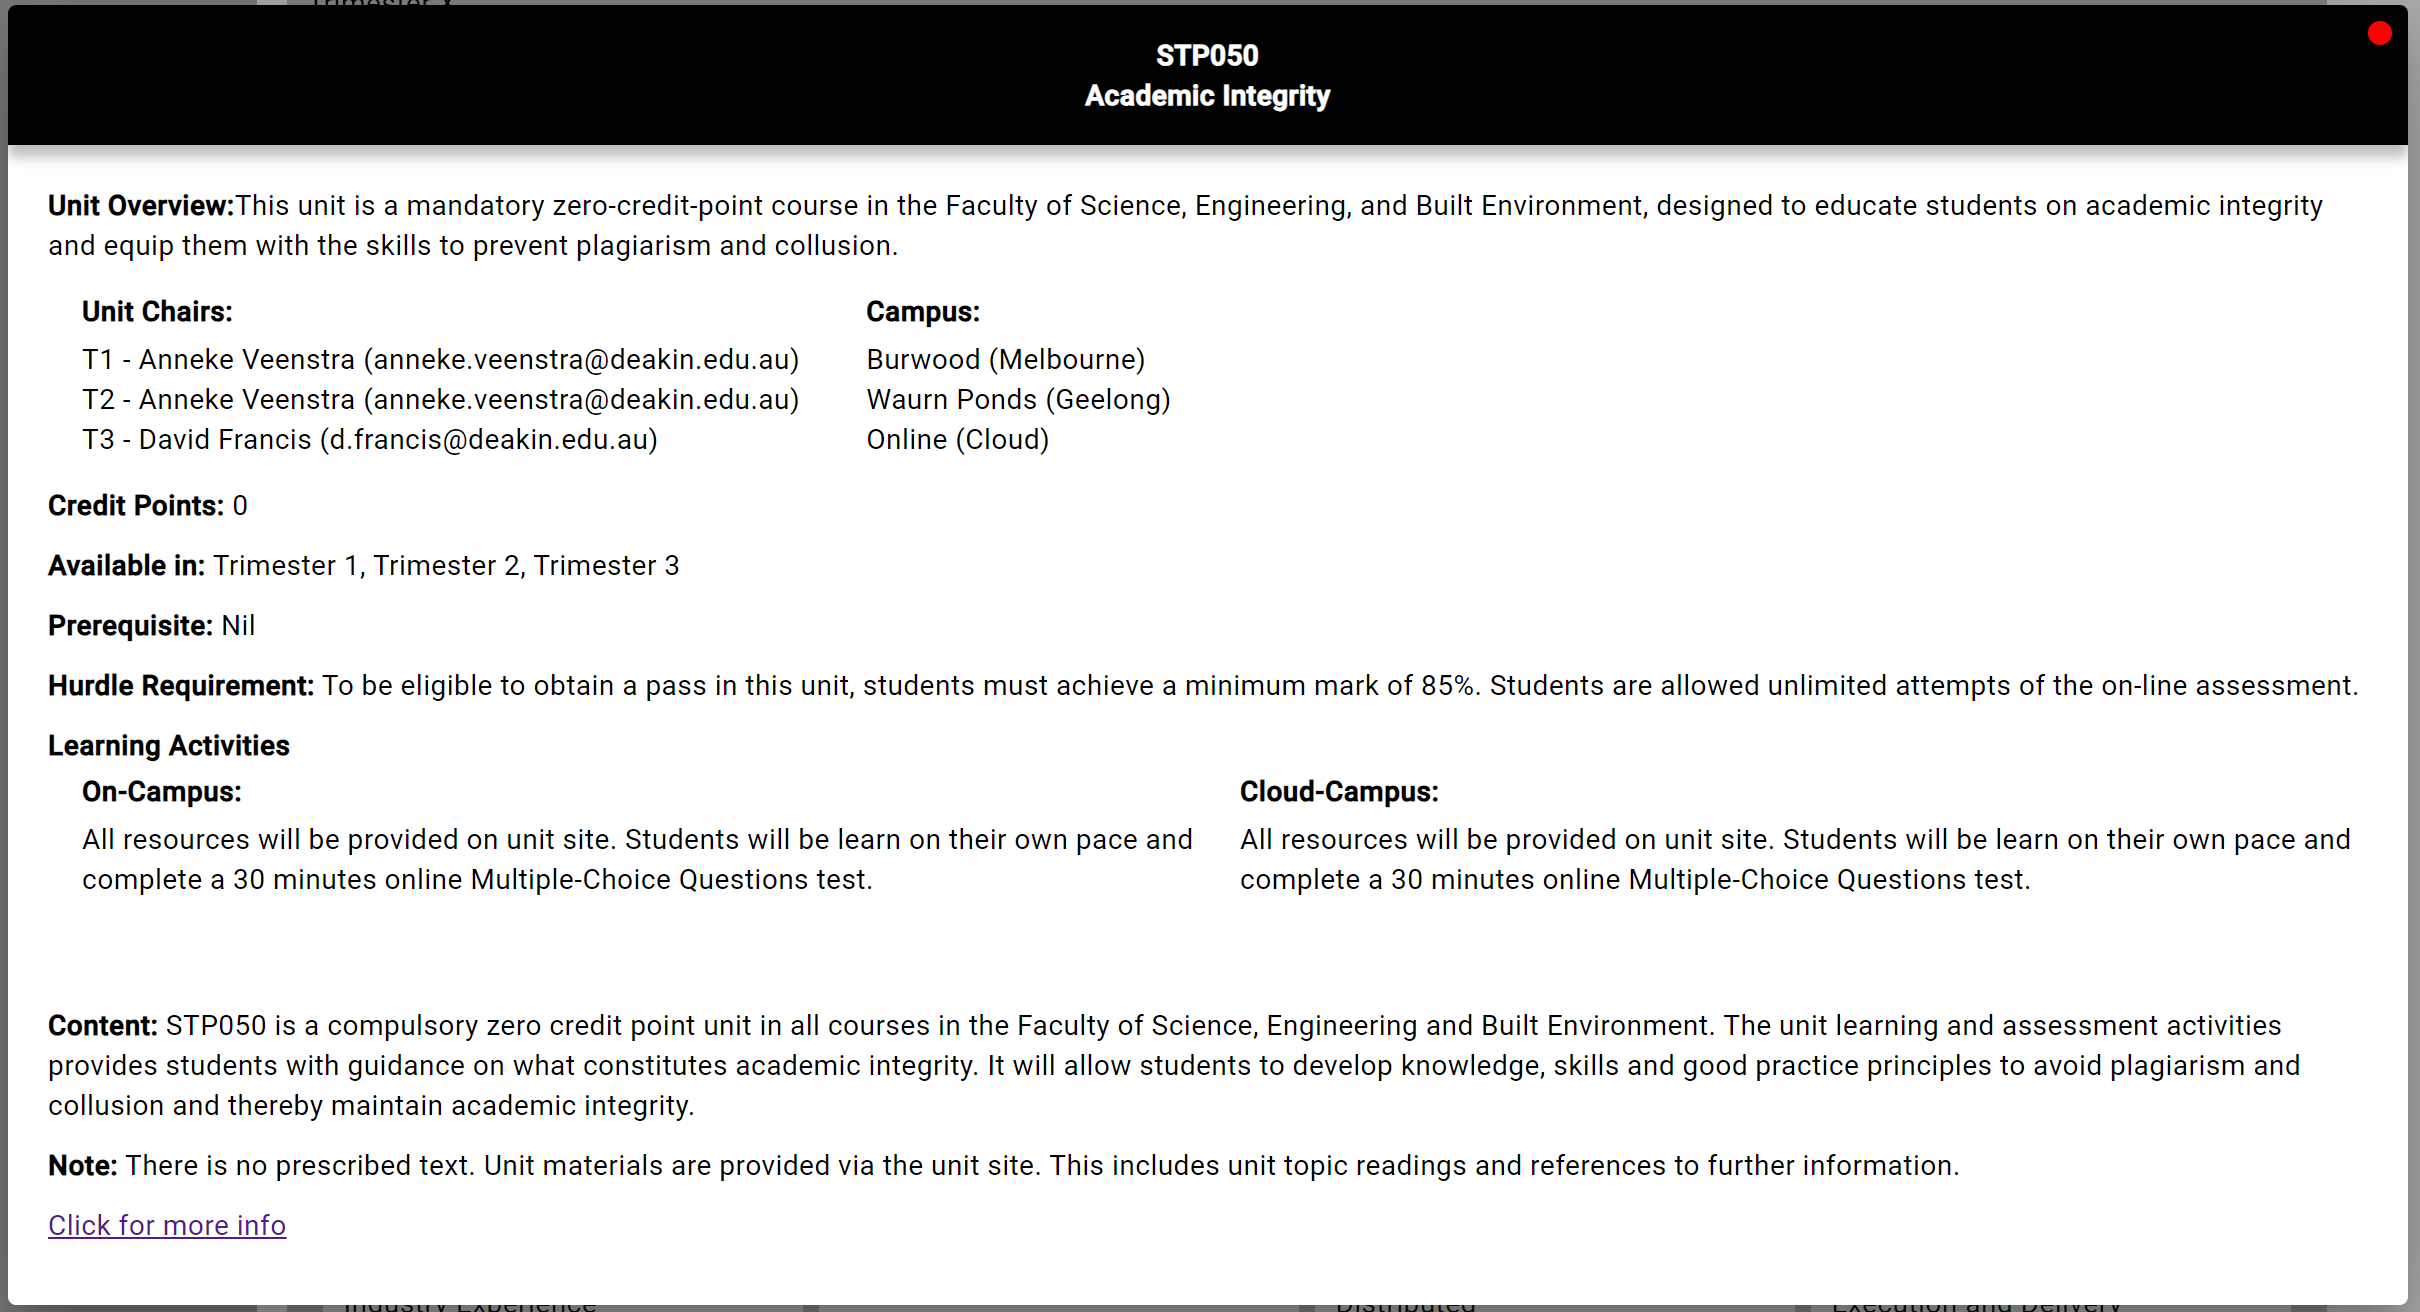 STP050
Academic Integrity
Unit Overview:This unit is a mandatory zero-credit-point course in the Faculty of Science, Engineering, and Built Environment, designed to educate students on academic integrity
and equip them with the skills to prevent plagiarism and collusion.
Unit Chairs:
T1 - Anneke Veenstra (anneke.veenstra@deakin.edu.au)
T2 - Anneke Veenstra (anneke.veenstra@deakin.edu.au)
T3 - David Francis (d.francis@deakin.edu.au)
Campus:
Burwood (Melbourne)
Waurn Ponds (Geelong)
Online (Cloud)
Credit Points: 0
Available in: Trimester 1, Trimester 2, Trimester 3
Prerequisite: Nil
Hurdle Requirement: To be eligible to obtain a pass in this unit, students must achieve a minimum mark of 85%. Students are allowed unlimited attempts of the on-line assessment.
Learning Activities
On-Campus:
All resources will be provided on unit site. Students will be learn on their own pace and
complete a 30 minutes online Multiple-Choice Questions test.
Cloud-Campus:
All resources will be provided on unit site. Students will be learn on their own pace and
complete a 30 minutes online Multiple-Choice Questions test.
Content: STP050 is a compulsory zero credit point unit in all courses in the Faculty of Science, Engineering and Built Environment. The unit learning and assessment activities
provides students with guidance on what constitutes academic integrity. It will allow students to develop knowledge, skills and good practice principles to avoid plagiarism and
collusion and thereby maintain academic integrity.
Note: There is no prescribed text. Unit materials are provided via the unit site. This includes unit topic readings and references to further information.
Click for more info
Industry Experience
Distributed
Execution and Delivery